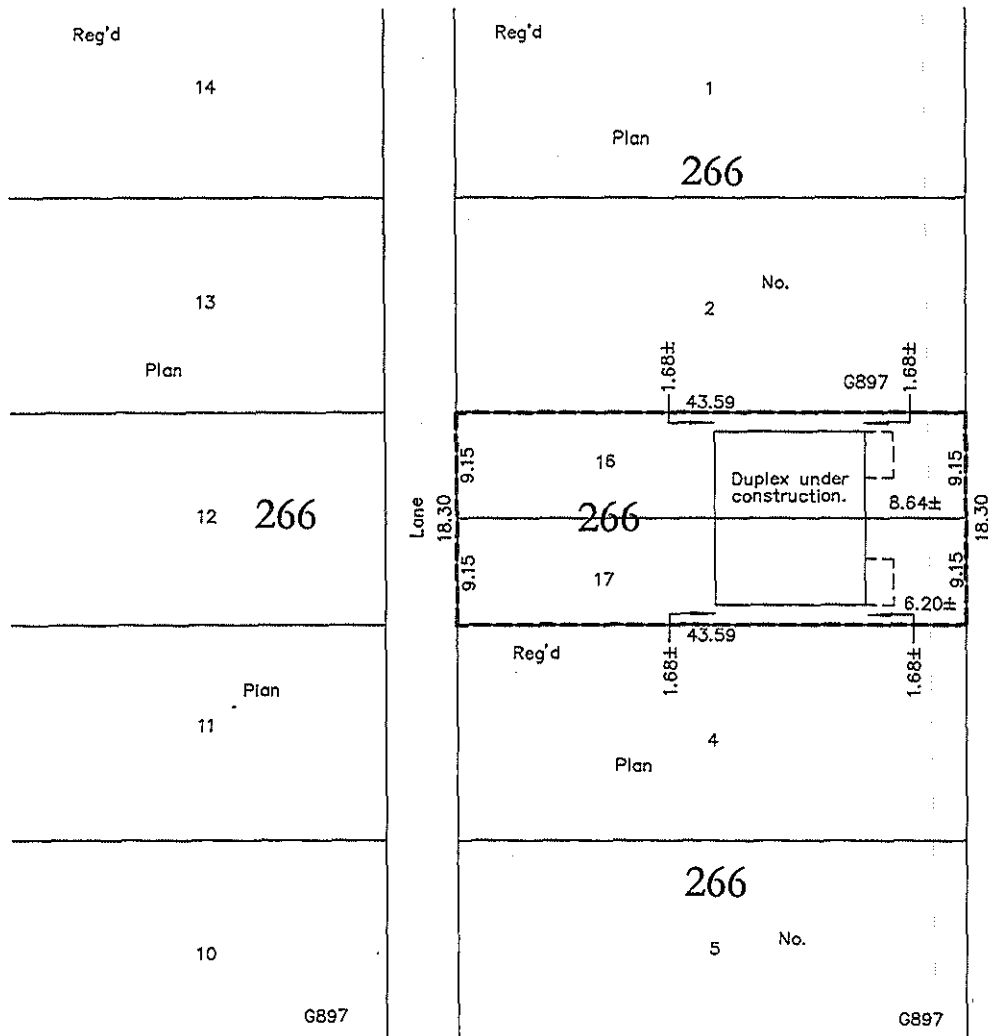 Reg'd
Reg'd
14
1
Plan
266
13
No.
2
Plan
1.68±
1.68±
G897
43.59
9.15
16
Duplex under
construction.
9.15
12
266
Lane
18.30
266
8.64±
18.30
9.15
17
9.15
6.20±
43.59
Reg'd
1.68±
1.68±
Plan
11
4
Plan
266
10
5
No.
G897
G897